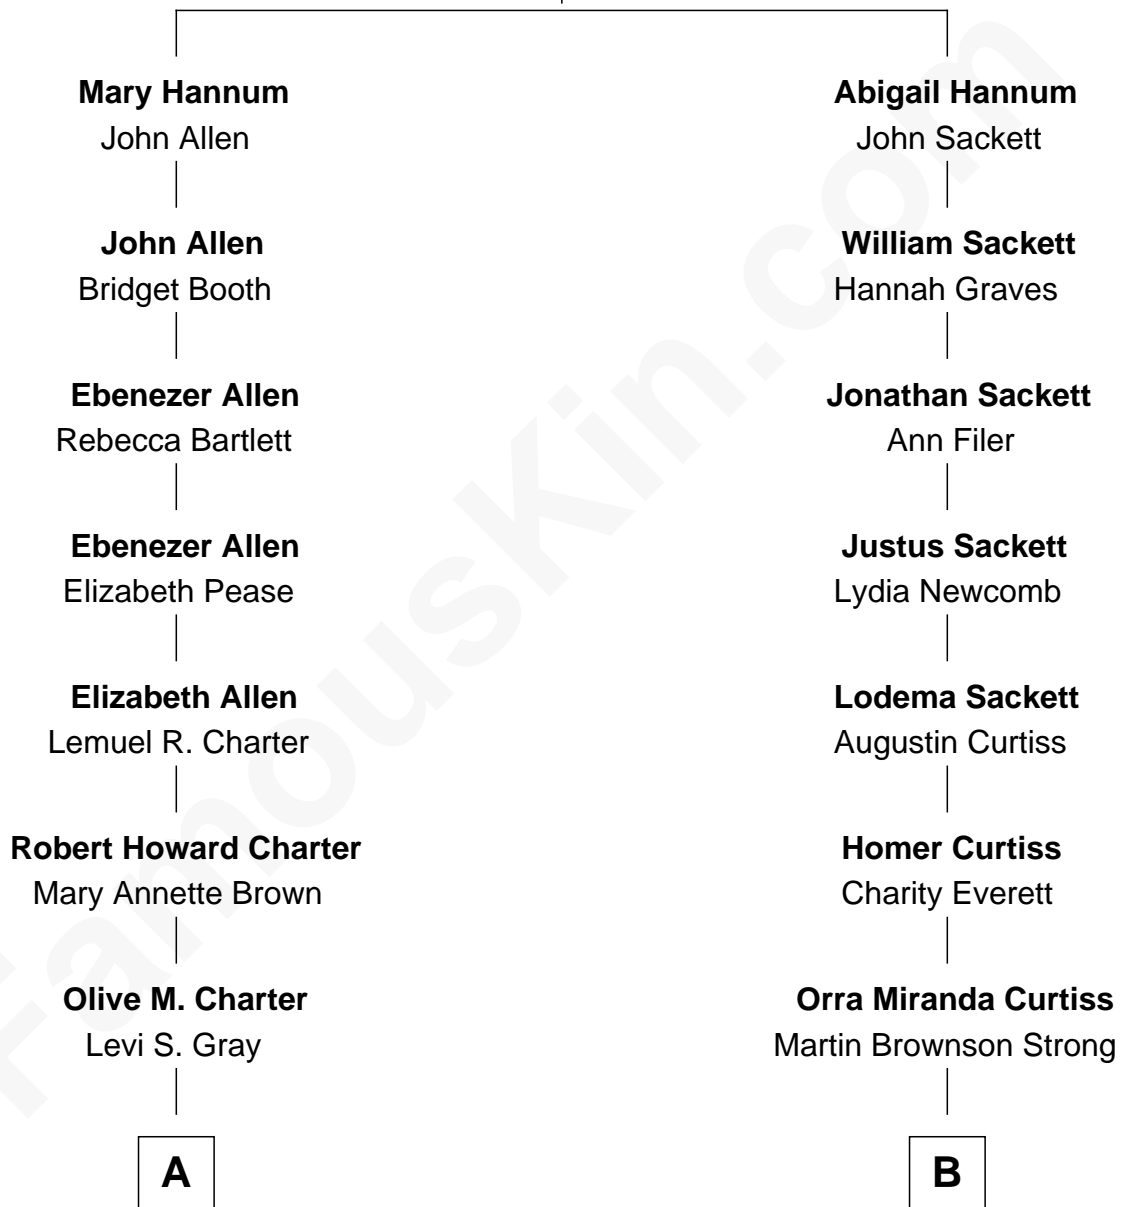 Mary Hannum
John Allen
Abigail Hannum
John Sackett
John Allen
Bridget Booth
William Sackett
Hannah Graves
Ebenezer Allen
Rebecca Bartlett
Jonathan Sackett
Ann Filer
Ebenezer Allen
Elizabeth Pease
Justus Sackett
Lydia Newcomb
Elizabeth Allen
Lemuel R. Charter
Lodema Sackett
Augustin Curtiss
Robert Howard Charter
Mary Annette Brown
Homer Curtiss
Charity Everett
Olive M. Charter
Levi S. Gray
Orra Miranda Curtiss
Martin Brownson Strong
A
B
FamousKin.com